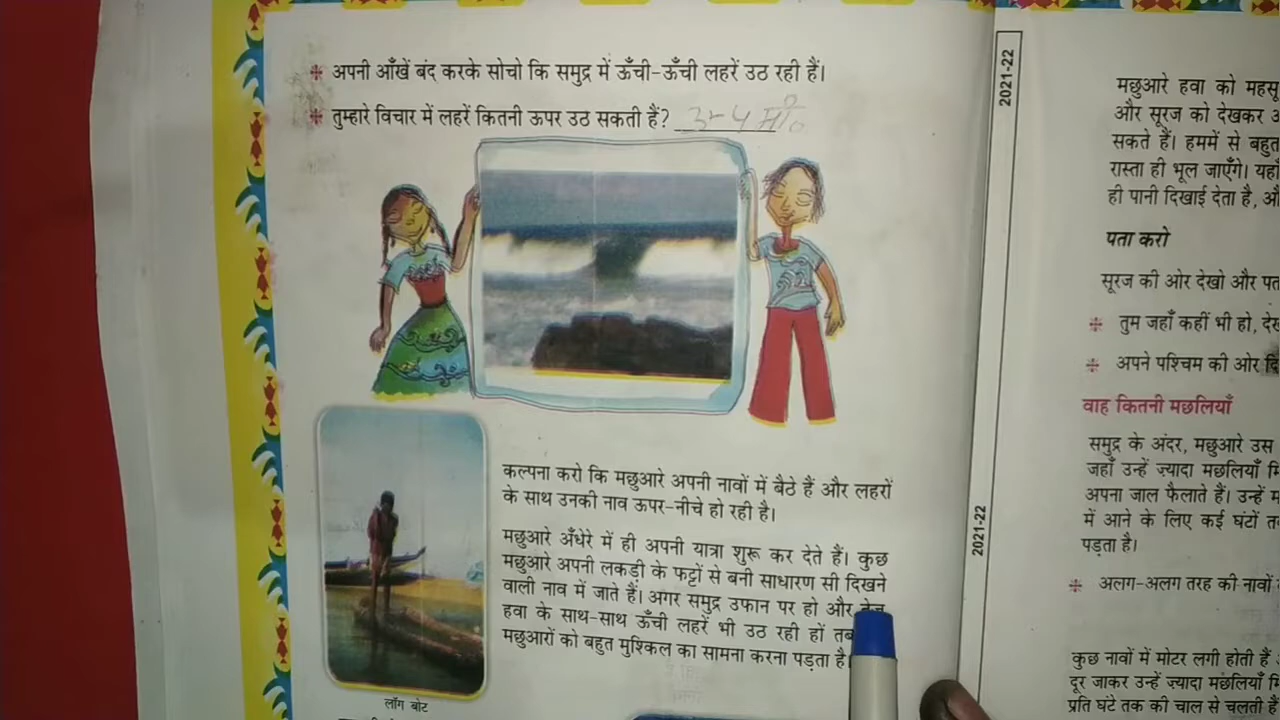 अपनी आँखें बंद करके सोचो कि समुद्र में ऊँची-ऊँची लहरें उठ रही हैं।
तुम्हारे विचार में लहरें कितनी ऊपर उठ सकती हैं? 3-4 मी०
कल्पना करो कि मछुआरे अपनी नावों में बैठे हैं और लहरों
के साथ उनकी नाव ऊपर-नीचे हो रही है।
मछुआरे अँधेरे में ही अपनी यात्रा शुरू कर देते हैं। कुछ
मछुआरे अपनी लकड़ी के फट्टों से बनी साधारण सी दिखने
वाली नाव में जाते हैं। अगर समुद्र उफान पर हो और तेज़
हवा के साथ-साथ ऊँची लहरें भी उठ रही हों तब
मछुआरों को बहुत मुश्किल का सामना करना पड़ता है।
लॉग बोट
2021-22
2021-22
मछुआरे हवा को
और सूरज को देखकर
सकते हैं। हममें से बहुत
रास्ता ही भूल जाएँगे।
ही पानी दिखाई देता है,
पता करो
सूरज की ओर देखो और
तुम जहाँ कहीं भी हो,
अपने पश्चिम की ओर
वाह कितनी मछलियाँ
समुद्र के अंदर, मछुआरे उस
जहाँ उन्हें ज़्यादा मछलियाँ
अपना जाल फैलाते हैं। उन्हें
में आने के लिए कई घंटों
पड़ता है।
अलग-अलग तरह की नावों
कुछ नावों में मोटर लगी होती हैं
दूर जाकर उन्हें ज़्यादा मछलियाँ
प्रति घंटे तक की चाल से चलती हैं